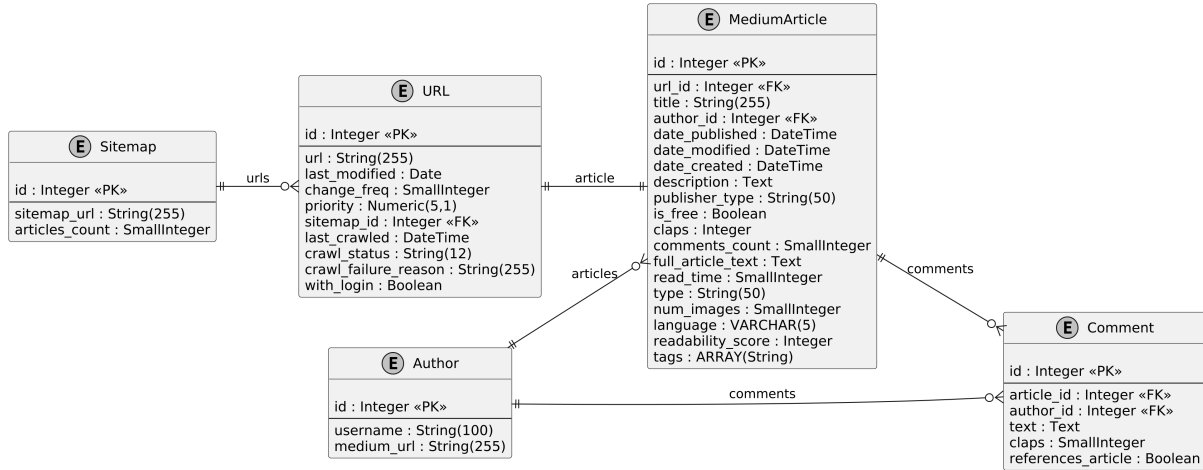 E Sitemap
id : Integer «PK»
sitemap_url : String(255)
articles_count : SmallInteger
urls
E URL
id : Integer «PK»
url : String(255)
last_modified : Date
change_freq : SmallInteger
priority : Numeric(5,1)
sitemap_id : Integer «FK»
last_crawled : DateTime
crawl_status : String(12)
crawl_failure_reason : String(255)
with_login : Boolean
article
E MediumArticle
id : Integer «PK»
url_id : Integer «FK»
title : String(255)
author_id : Integer «FK»
date_published : DateTime
date_modified : DateTime
date_created : DateTime
description : Text
publisher_type : String(50)
is_free : Boolean
claps : Integer
comments_count : SmallInteger
full_article_text : Text
read_time : SmallInteger
type : String(50)
num_images : SmallInteger
language : VARCHAR(5)
readability_score : Integer
tags : ARRAY(String)
articles
comments
E Author
id : Integer «PK»
username : String(100)
medium_url : String(255)
comments
E Comment
id : Integer «PK»
article_id : Integer «FK»
author_id : Integer «FK»
text : Text
claps : SmallInteger
references_article : Boolean